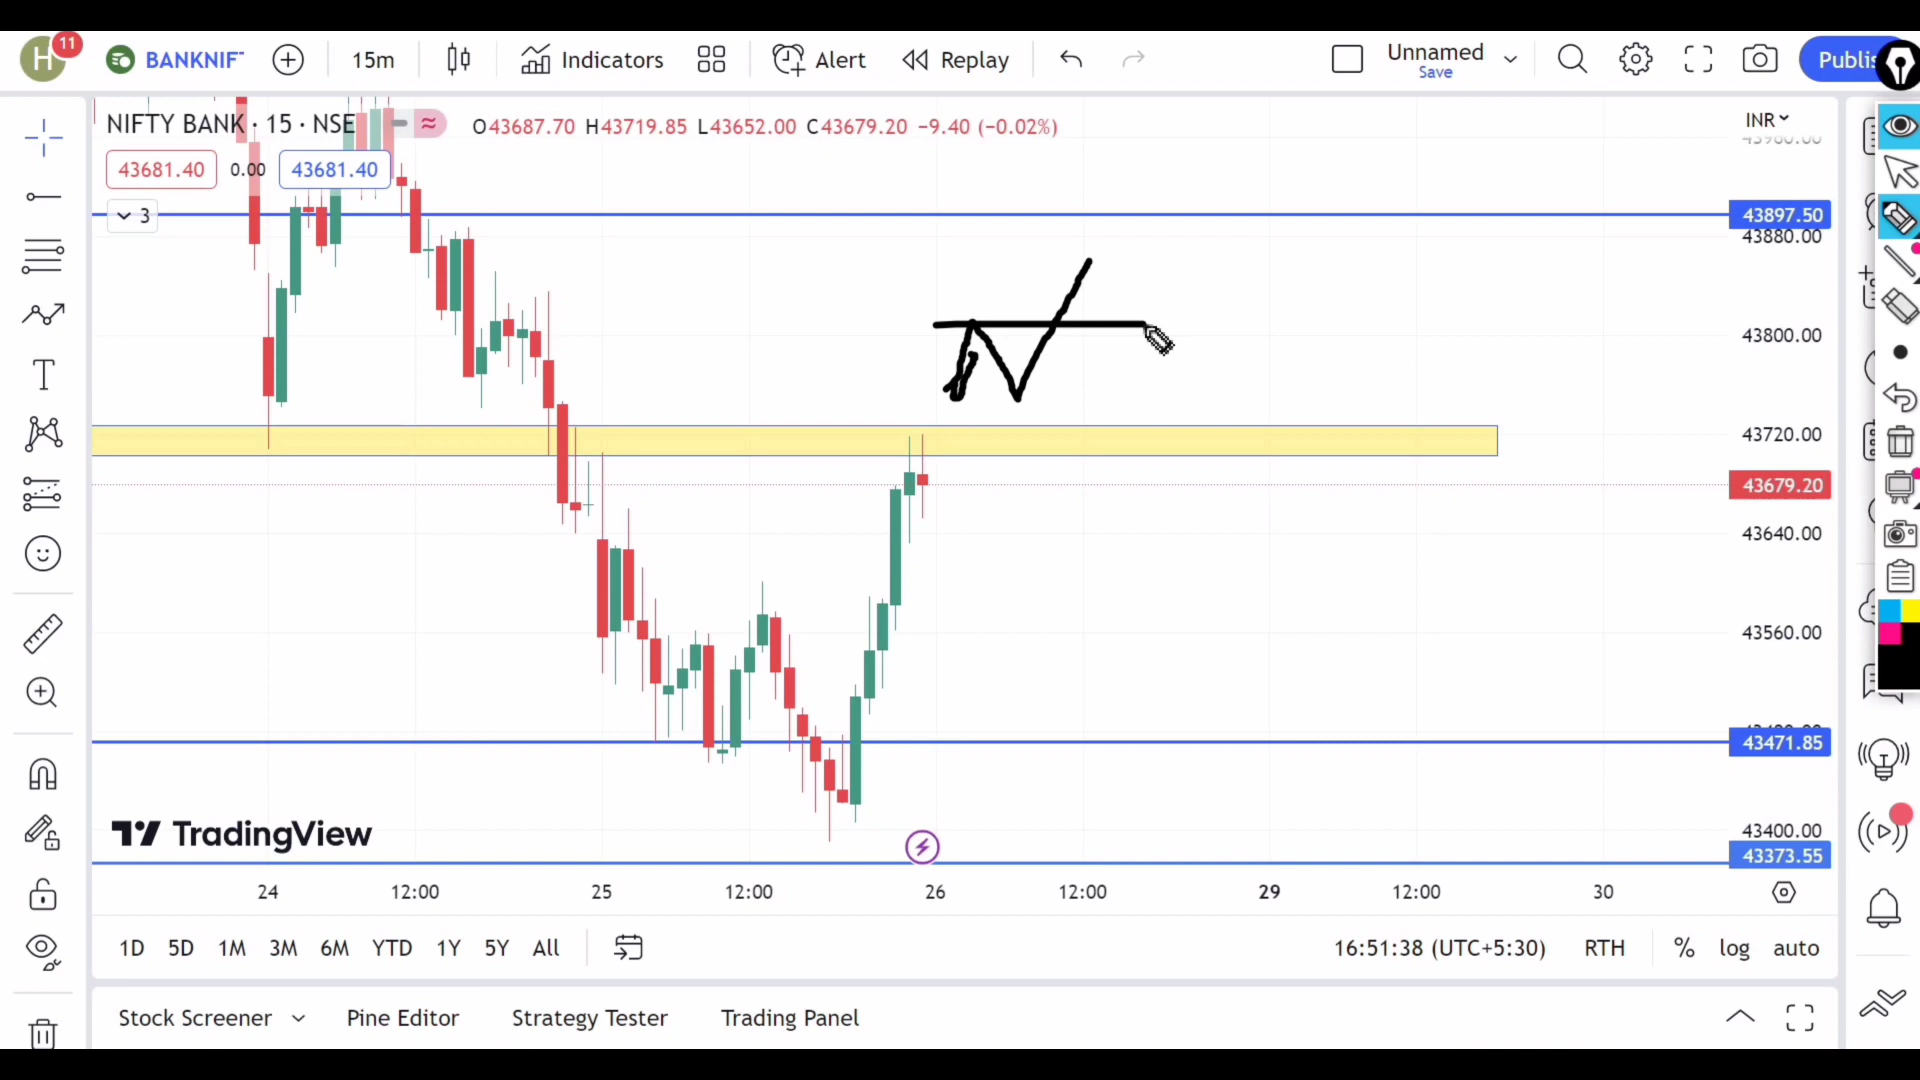 H 11 BANKNIF 15m Indicators Alert Replay Unnamed Save Publis
NIFTY BANK · 15 · NSE O43687.70 H43719.85 L43652.00 C43679.20 −9.40 (−0.02%) INR
43681.40 0.00 43681.40
3
43897.50
43880.00
43800.00
43720.00
43679.20
43640.00
43560.00
43471.85
43400.00
43373.55
TradingView
24 12:00 25 12:00 26 12:00 29 12:00 30
1D 5D 1M 3M 6M YTD 1Y 5Y All 16:51:38 (UTC+5:30) RTH % log auto
Stock Screener Pine Editor Strategy Tester Trading Panel